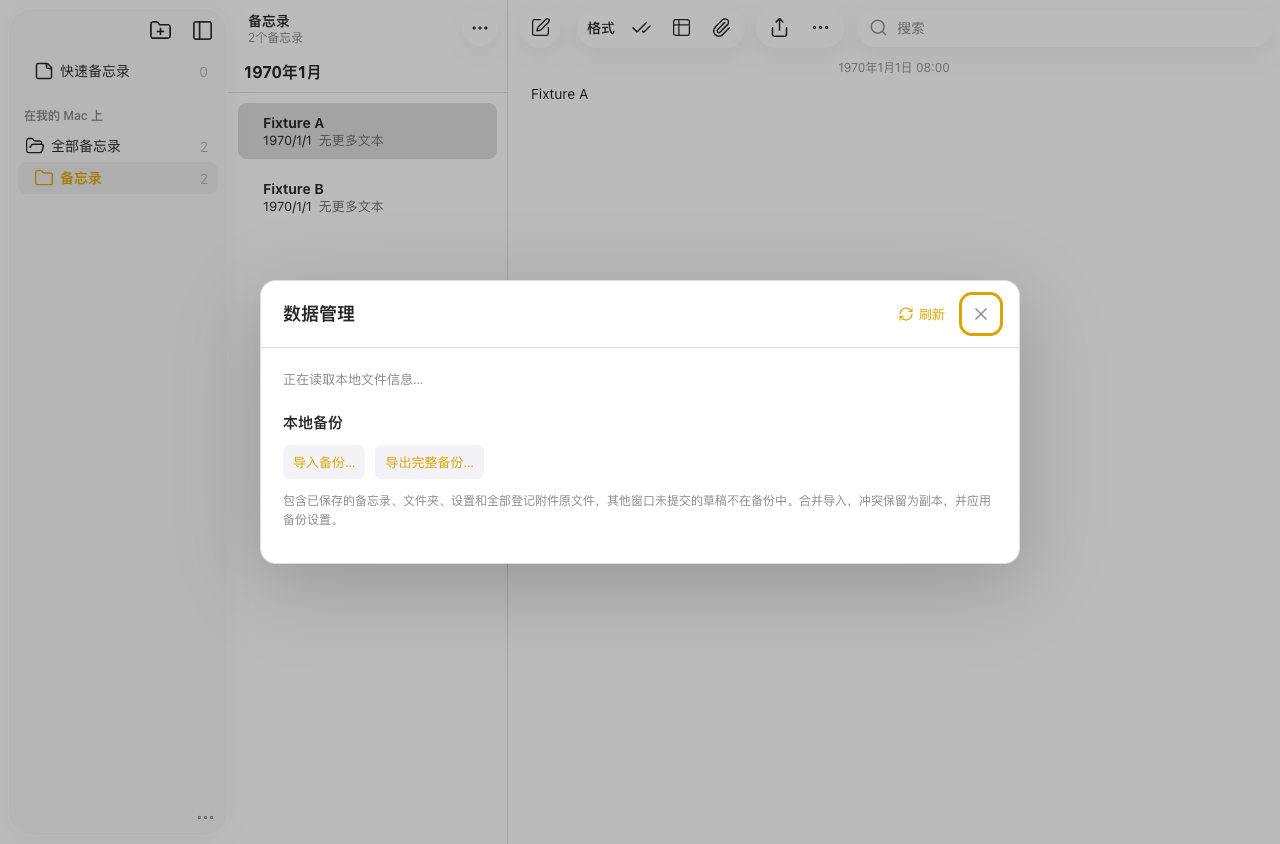 快速备忘录 0
在我的 Mac 上
全部备忘录 2
备忘录 2
备忘录
2个备忘录
1970年1月
Fixture A
1970/1/1 无更多文本
Fixture B
1970/1/1 无更多文本
格式
搜索
1970年1月1日 08:00
Fixture A
数据管理
刷新
正在读取本地文件信息...
本地备份
导入备份...
导出完整备份...
包含已保存的备忘录、文件夹、设置和全部登记附件原文件，其他窗口未提交的草稿不在备份中。合并导入，冲突保留为副本，并应用
备份设置。